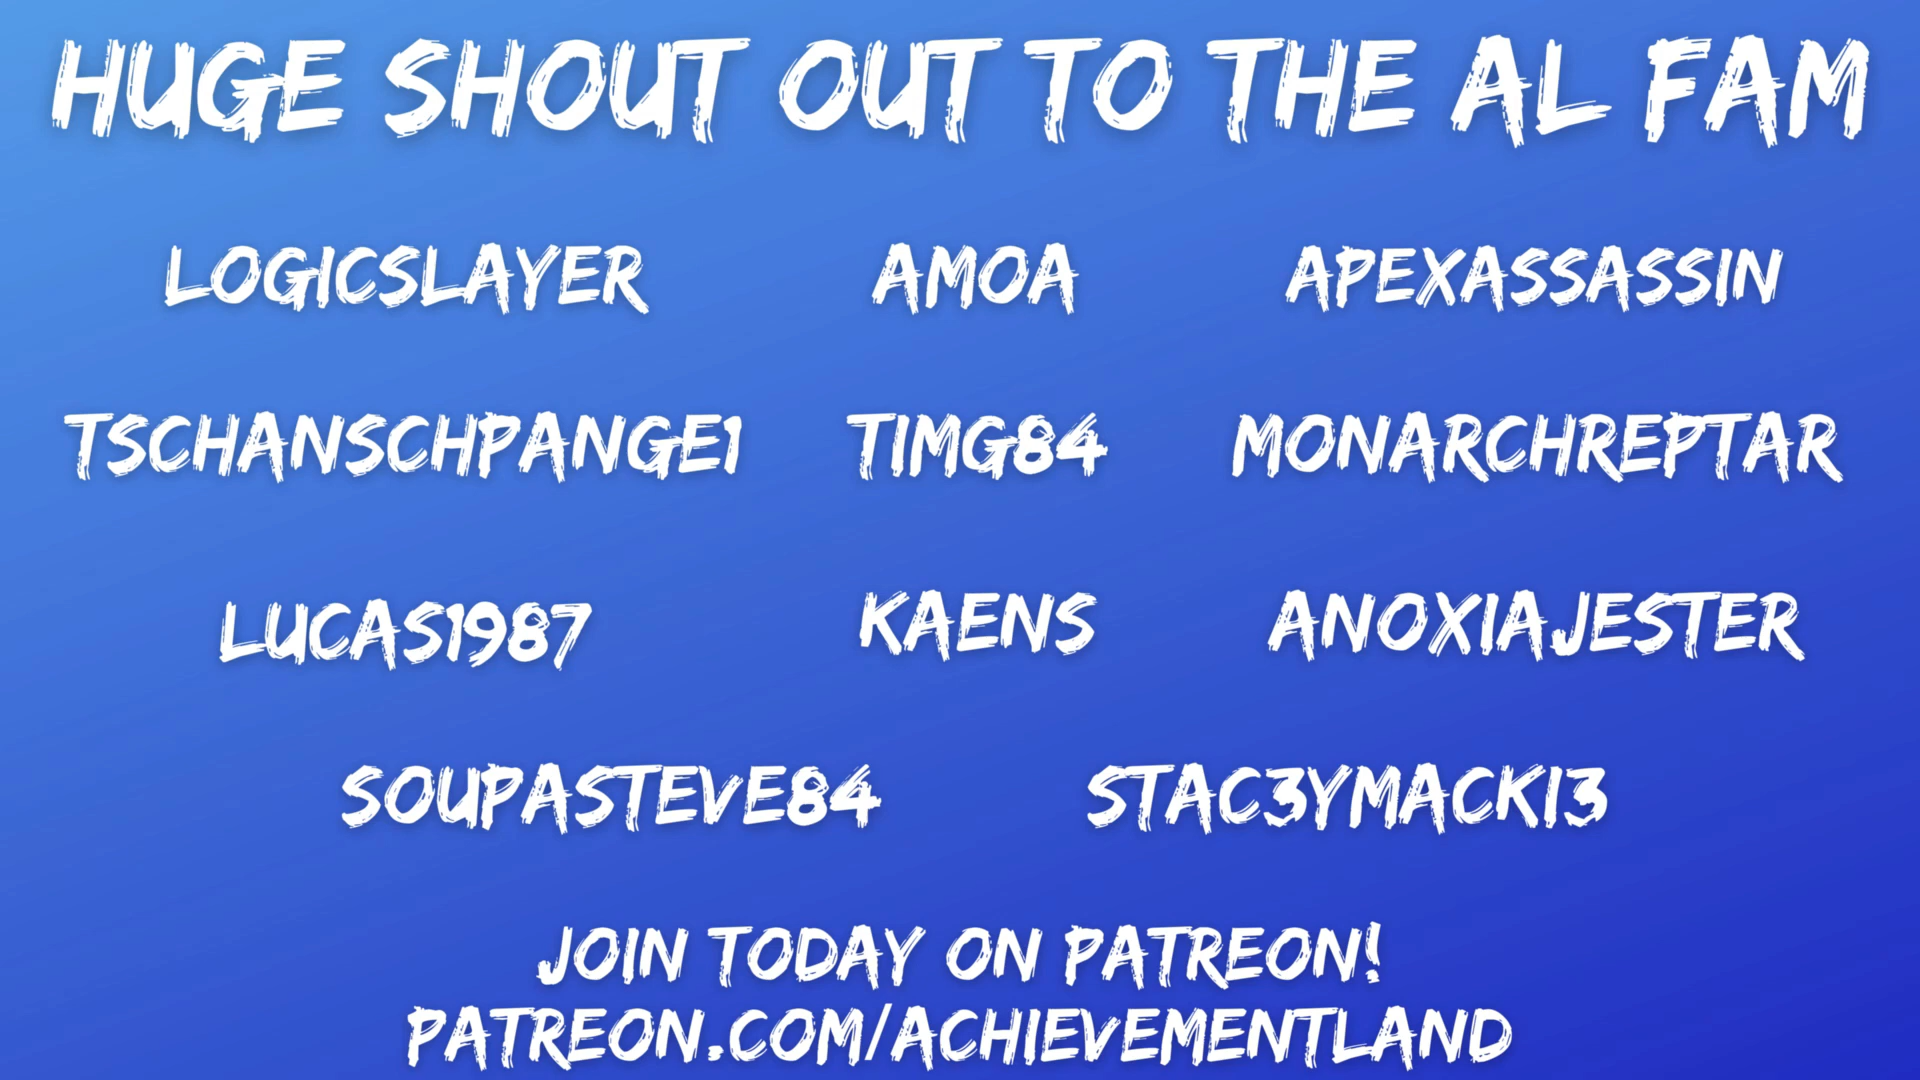 HUGE SHOUT OUT TO THE AL FAM
LOGICSLAYER AMOA APEXASSASSIN
TSCHANSCHPANGE1 TIMG84 MONARCHREPTAR
LUCAS1987 KAENS ANOXIAJESTER
SOUPASTEVE84 STAC3YMACKI3
JOIN TODAY ON PATREON!
PATREON.COM/ACHIEVEMENTLAND